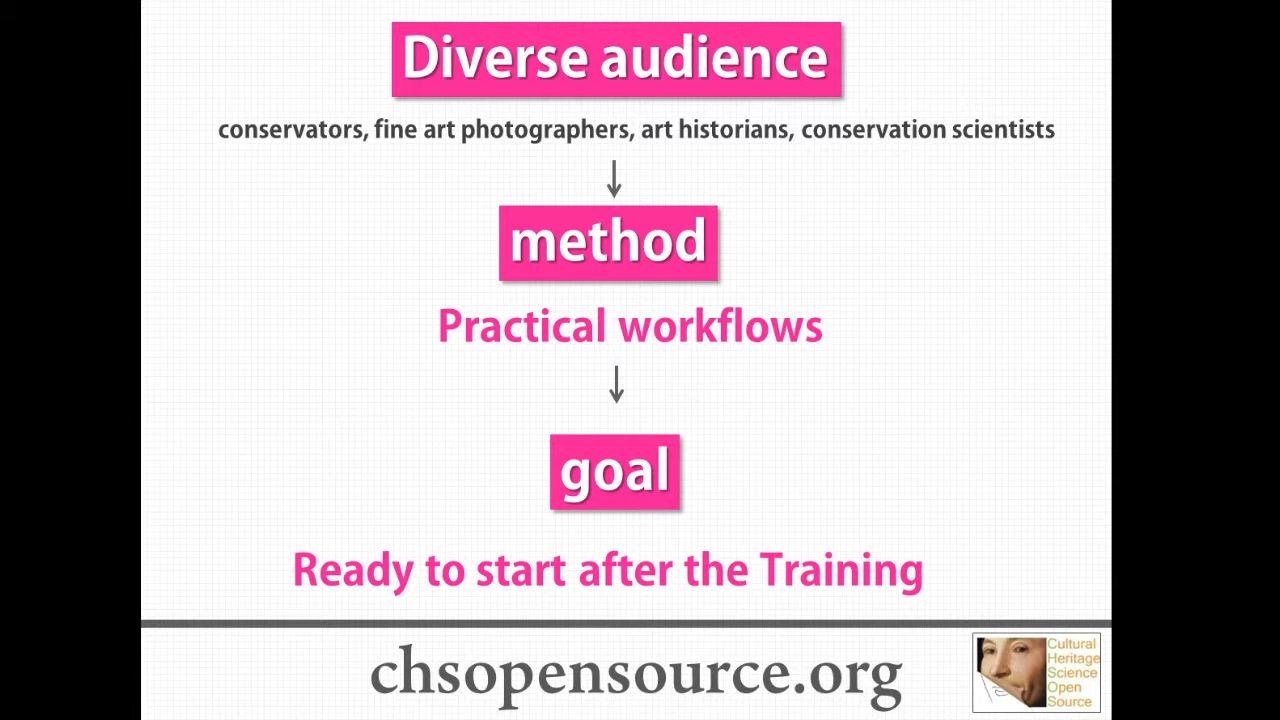 Diverse audience
conservators, fine art photographers, art historians, conservation scientists
method
Practical workflows
goal
Ready to start after the Training
chsopensource.org
Cultural
Heritage
Science
Open
Source